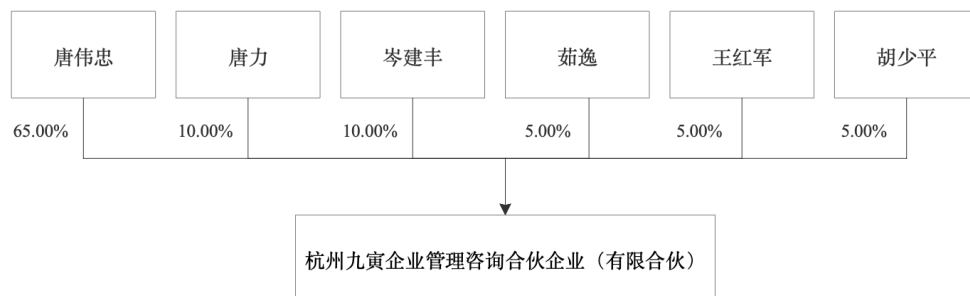 唐伟忠 唐力 岑建丰 茹逸 王红军 胡少平
65.00% 10.00% 10.00% 5.00% 5.00% 5.00%
杭州九寅企业管理咨询合伙企业（有限合伙）